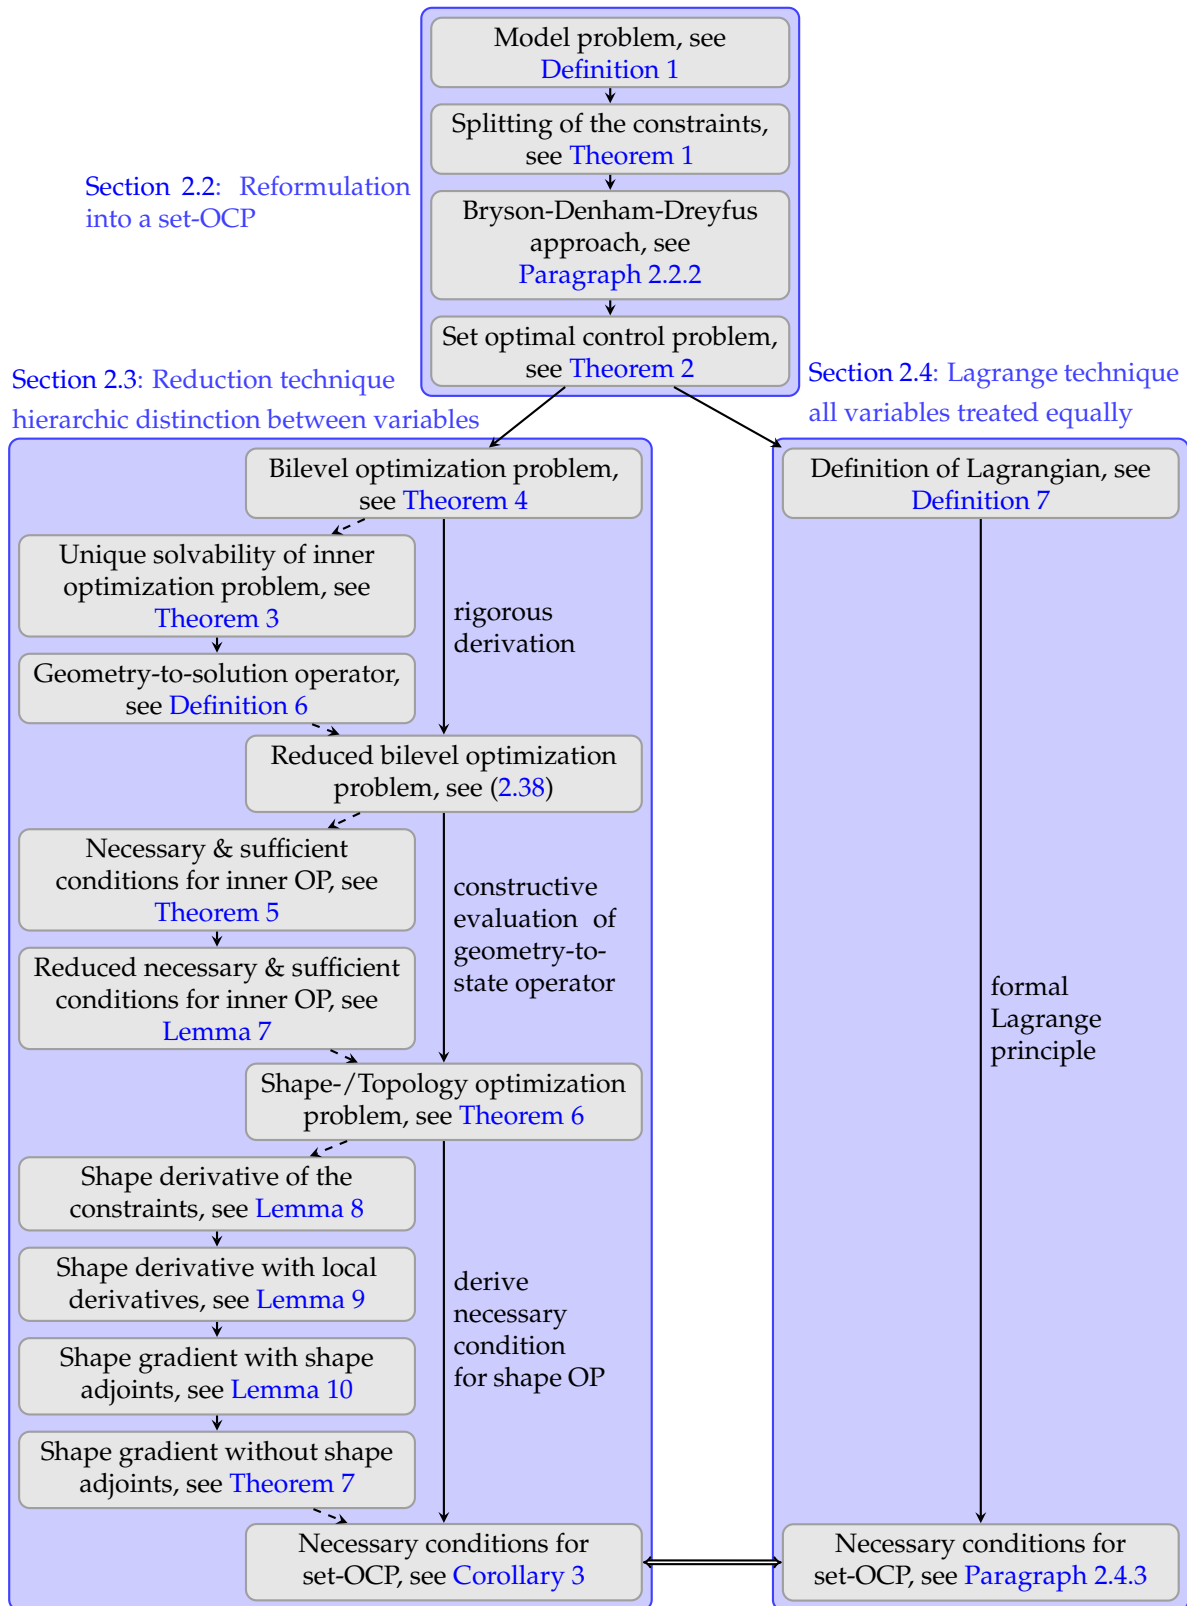 Model problem, see
Definition 1
Splitting of the constraints,
see Theorem 1
Section 2.2: Reformulation
into a set-OCP
Bryson-Denham-Dreyfus
approach, see
Paragraph 2.2.2
Set optimal control problem,
see Theorem 2
Section 2.3: Reduction technique
hierarchic distinction between variables
Section 2.4: Lagrange technique
all variables treated equally
Bilevel optimization problem,
see Theorem 4
Unique solvability of inner
optimization problem, see
Theorem 3
rigorous
derivation
Geometry-to-solution operator,
see Definition 6
Reduced bilevel optimization
problem, see (2.38)
Necessary & sufficient
conditions for inner OP, see
Theorem 5
constructive
evaluation of
geometry-to-
state operator
Reduced necessary & sufficient
conditions for inner OP, see
Lemma 7
Shape-/Topology optimization
problem, see Theorem 6
Shape derivative of the
constraints, see Lemma 8
Shape derivative with local
derivatives, see Lemma 9
derive
necessary
condition
for shape OP
Shape gradient with shape
adjoints, see Lemma 10
Shape gradient without shape
adjoints, see Theorem 7
Necessary conditions for
set-OCP, see Corollary 3
Definition of Lagrangian, see
Definition 7
formal
Lagrange
principle
Necessary conditions for
set-OCP, see Paragraph 2.4.3